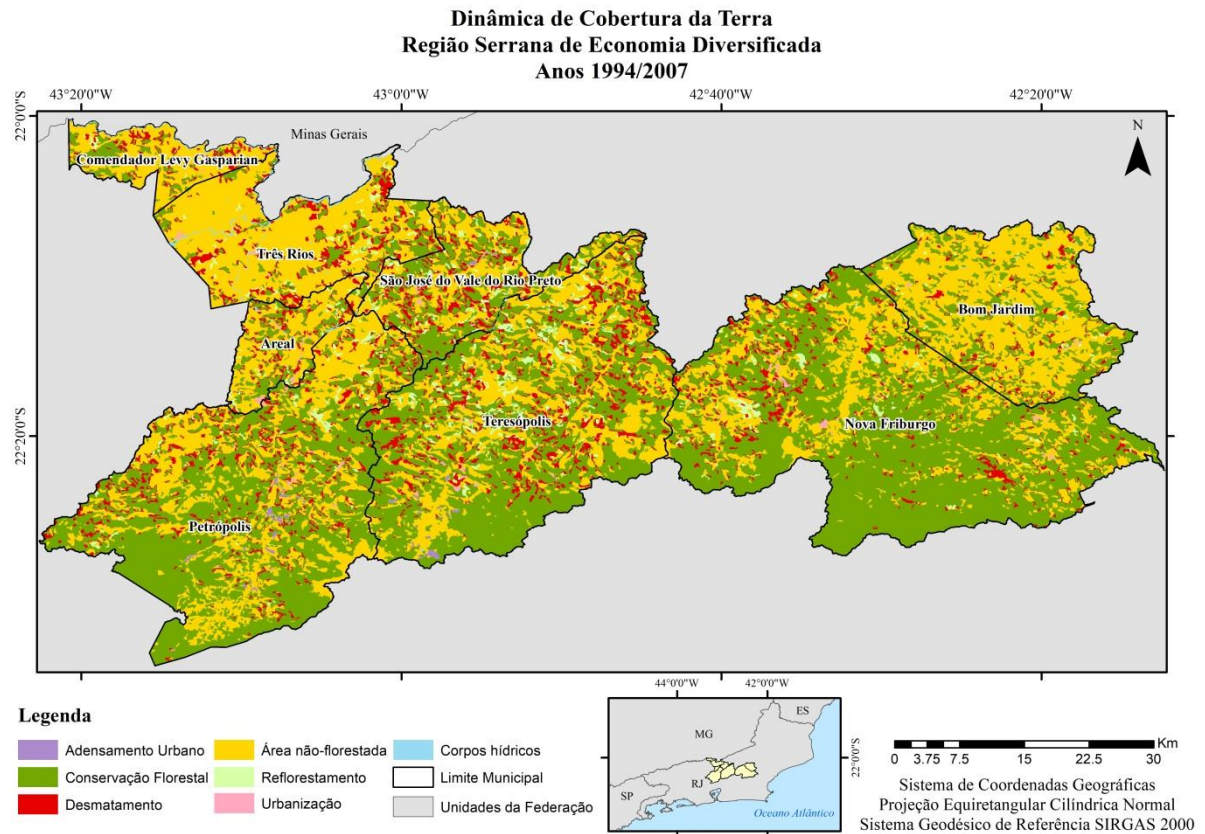 Dinâmica de Cobertura da Terra
Região Serrana de Economia Diversificada
Anos 1994/2007
43°20'0"W 43°0'0"W 42°40'0"W 42°20'0"W
22°0'0"S
22°20'0"S
N
Minas Gerais
Comendador Levy Gasparian
Três Rios
São José do Vale do Rio Preto
Areal
Bom Jardim
Teresópolis
Nova Friburgo
Petrópolis
Legenda
Adensamento Urbano
Conservação Florestal
Desmatamento
Área não-florestada
Reflorestamento
Urbanização
Corpos hídricos
Limite Municipal
Unidades da Federação
44°0'0"W 42°0'0"W
22°0'0"S
ES
MG
RJ
SP
Oceano Atlântico
Km
0 3.75 7.5 15 22.5 30
Sistema de Coordenadas Geográficas
Projeção Equiretangular Cilíndrica Normal
Sistema Geodésico de Referência SIRGAS 2000